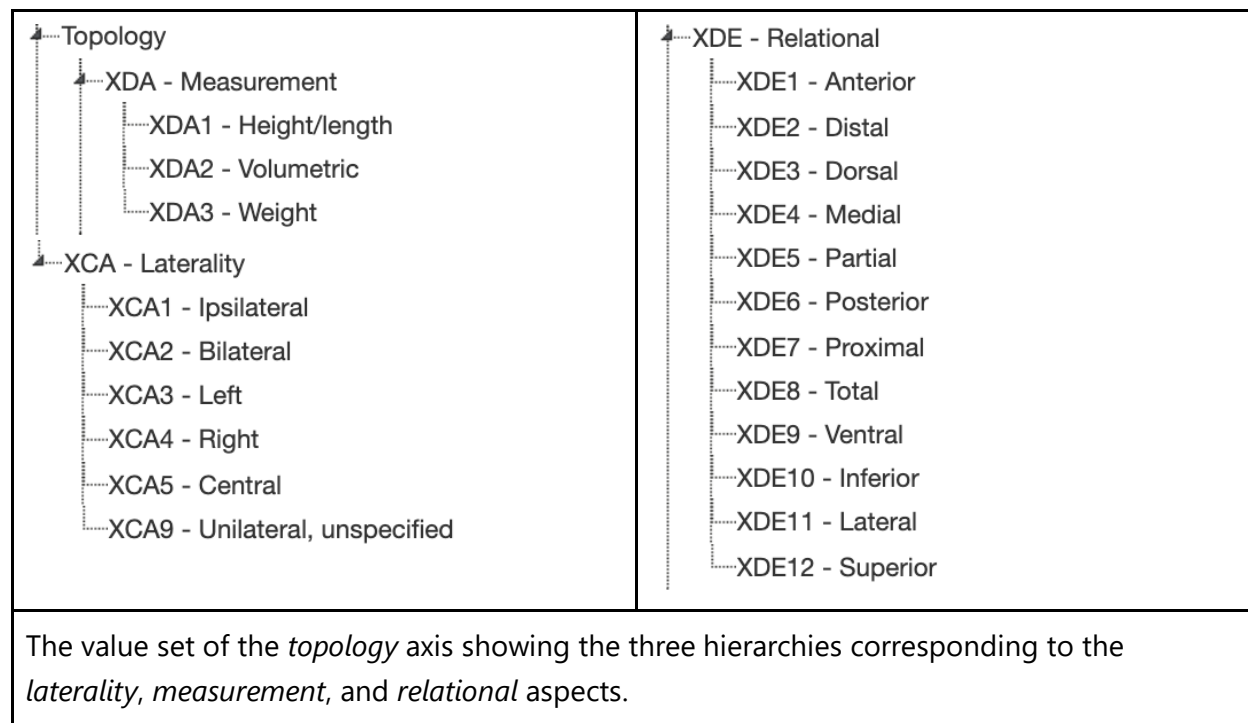 Topology
XDA - Measurement
XDA1 - Height/length
XDA2 - Volumetric
XDA3 - Weight
XCA - Laterality
XCA1 - Ipsilateral
XCA2 - Bilateral
XCA3 - Left
XCA4 - Right
XCA5 - Central
XCA9 - Unilateral, unspecified
XDE - Relational
XDE1 - Anterior
XDE2 - Distal
XDE3 - Dorsal
XDE4 - Medial
XDE5 - Partial
XDE6 - Posterior
XDE7 - Proximal
XDE8 - Total
XDE9 - Ventral
XDE10 - Inferior
XDE11 - Lateral
XDE12 - Superior
The value set of the topology axis showing the three hierarchies corresponding to the
laterality, measurement, and relational aspects.